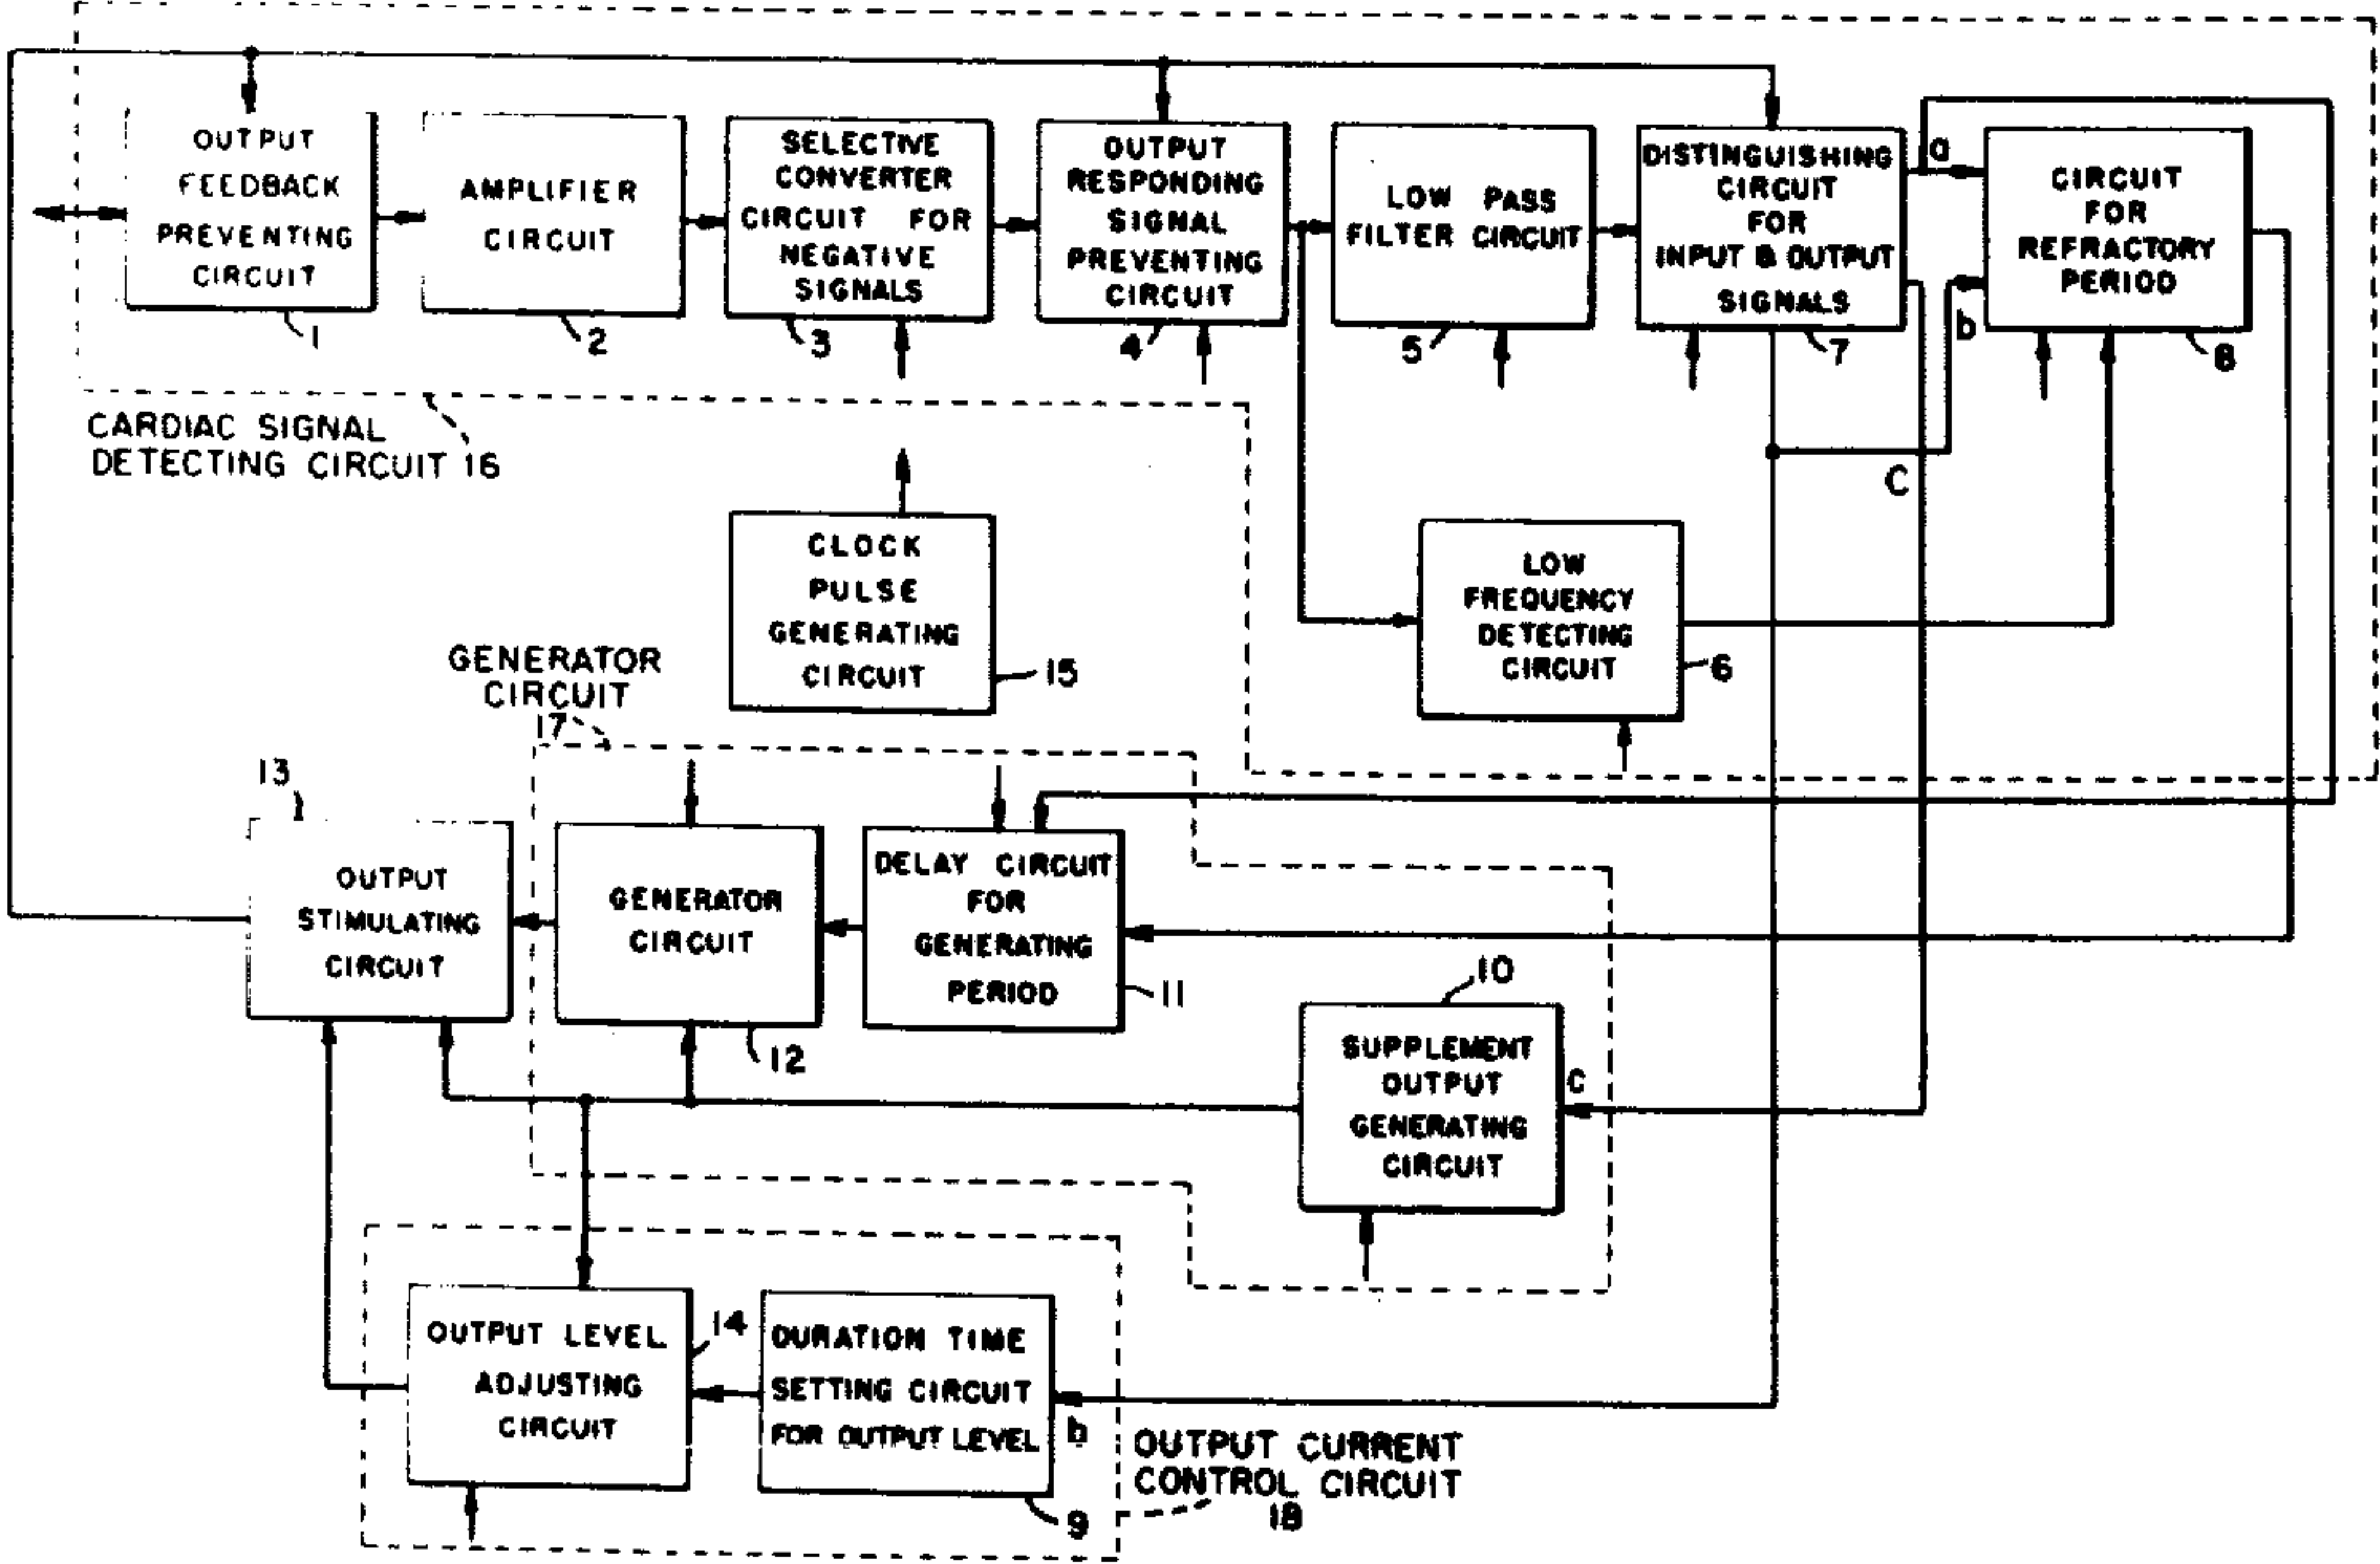 OUTPUT
FEEDBACK
PREVENTING
CIRCUIT
1
AMPLIFIER
CIRCUIT
2
SELECTIVE
CONVERTER
CIRCUIT FOR
NEGATIVE
SIGNALS
3
OUTPUT
RESPONDING
SIGNAL
PREVENTING
CIRCUIT
4
LOW PASS
FILTER CIRCUIT
5
DISTINGUISHING
CIRCUIT
FOR
INPUT & OUTPUT
SIGNALS
7
a
b
C
CIRCUIT
FOR
REFRACTORY
PERIOD
8
CARDIAC SIGNAL
DETECTING CIRCUIT 16
CLOCK
PULSE
GENERATING
CIRCUIT
15
LOW
FREQUENCY
DETECTING
CIRCUIT
6
GENERATOR
CIRCUIT
17
13
OUTPUT
STIMULATING
CIRCUIT
GENERATOR
CIRCUIT
12
DELAY CIRCUIT
FOR
GENERATING
PERIOD
11
10
SUPPLEMENT
OUTPUT
GENERATING
CIRCUIT
C
OUTPUT LEVEL
ADJUSTING
CIRCUIT
14
DURATION TIME
SETTING CIRCUIT
FOR OUTPUT LEVEL
9
b
OUTPUT CURRENT
CONTROL CIRCUIT
18